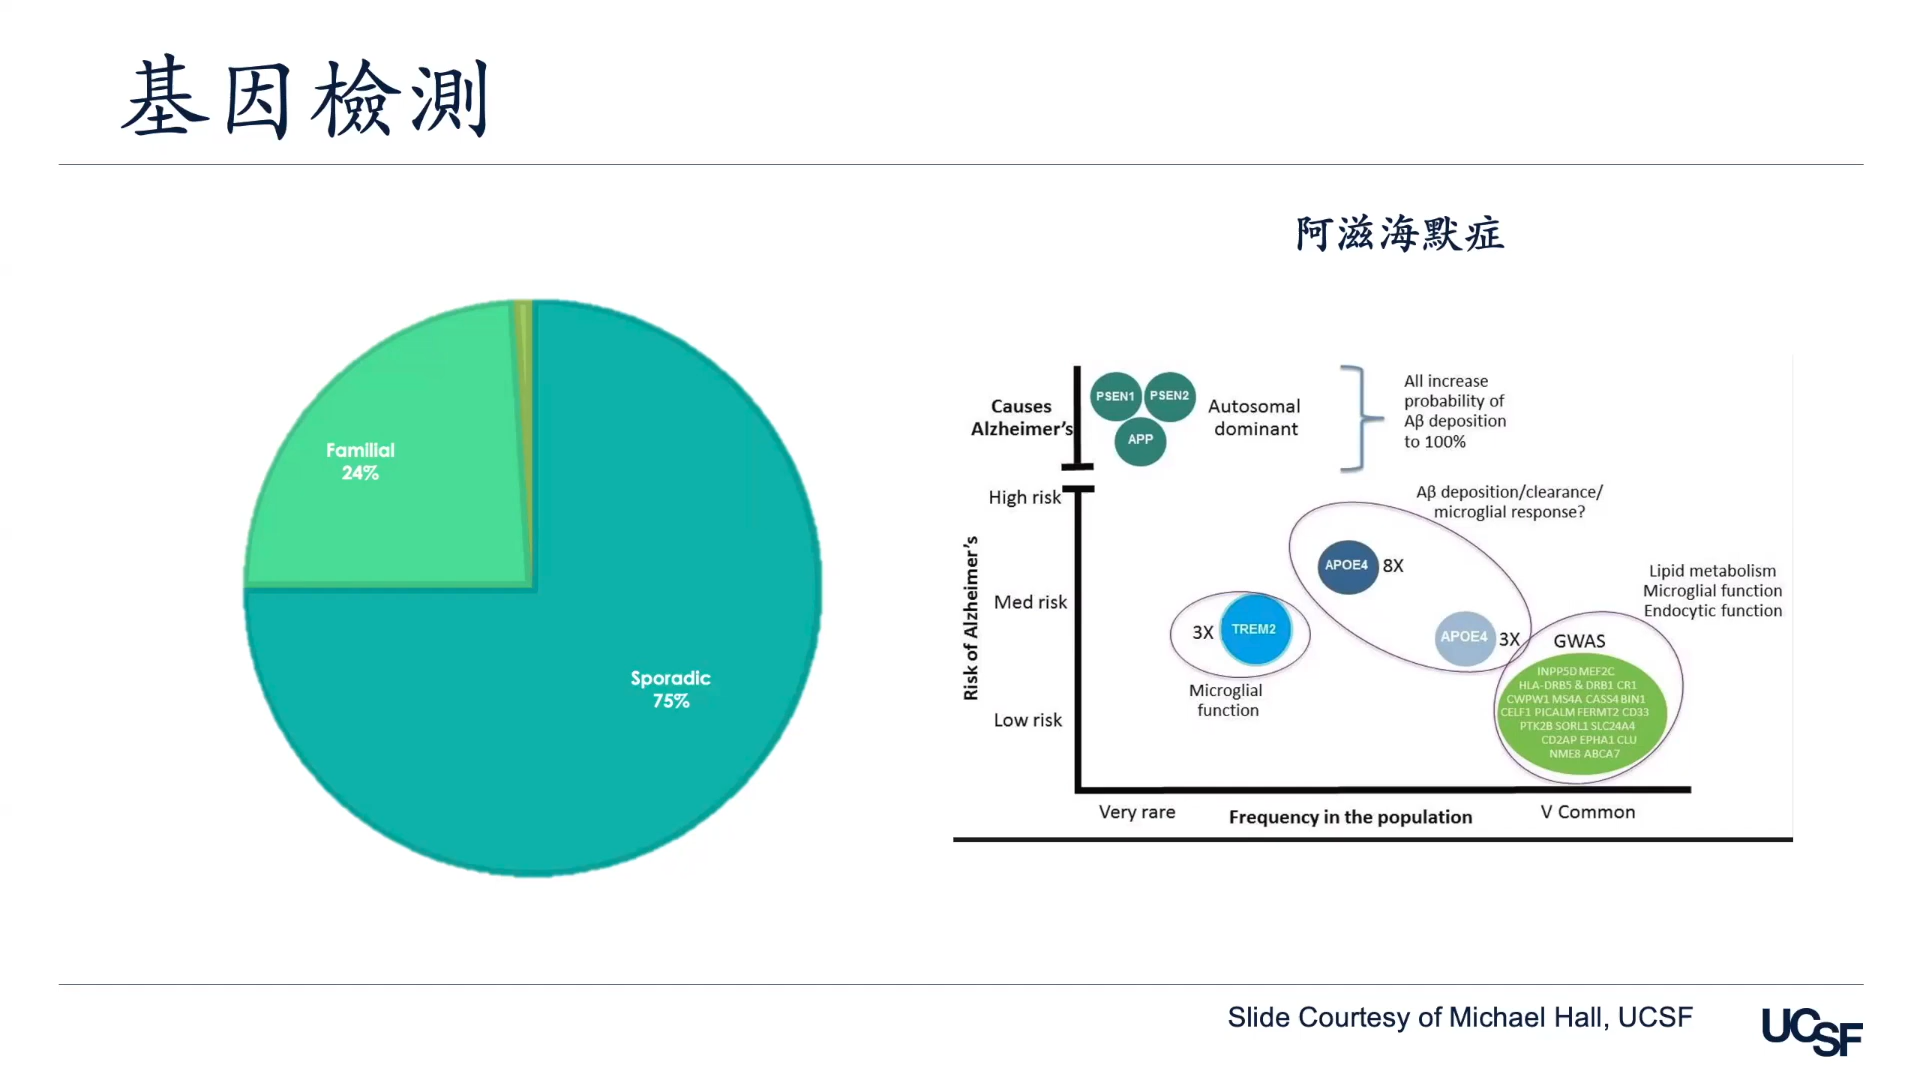 基因檢測
阿滋海默症
Familial
24%
Sporadic
75%
Causes
Alzheimer's
PSEN1
PSEN2
APP
Autosomal
dominant
All increase
probability of
Aβ deposition
to 100%
High risk
Aβ deposition/clearance/
microglial response?
Risk of Alzheimer's
APOE4
8X
Med risk
3X
TREM2
APOE4
3X
Lipid metabolism
Microglial function
Endocytic function
GWAS
INPP5D MEF2C
HLA-DRB5 & DRB1 CR1
CWPW1 MS4A CASS4 BIN1
CELF1 PICALM FERMT2 CD33
PTK2B SORL1 SLC24A4
CD2AP EPHA1 CLU
NME8 ABCA7
Microglial
function
Low risk
Very rare
Frequency in the population
V Common
Slide Courtesy of Michael Hall, UCSF
UCSF